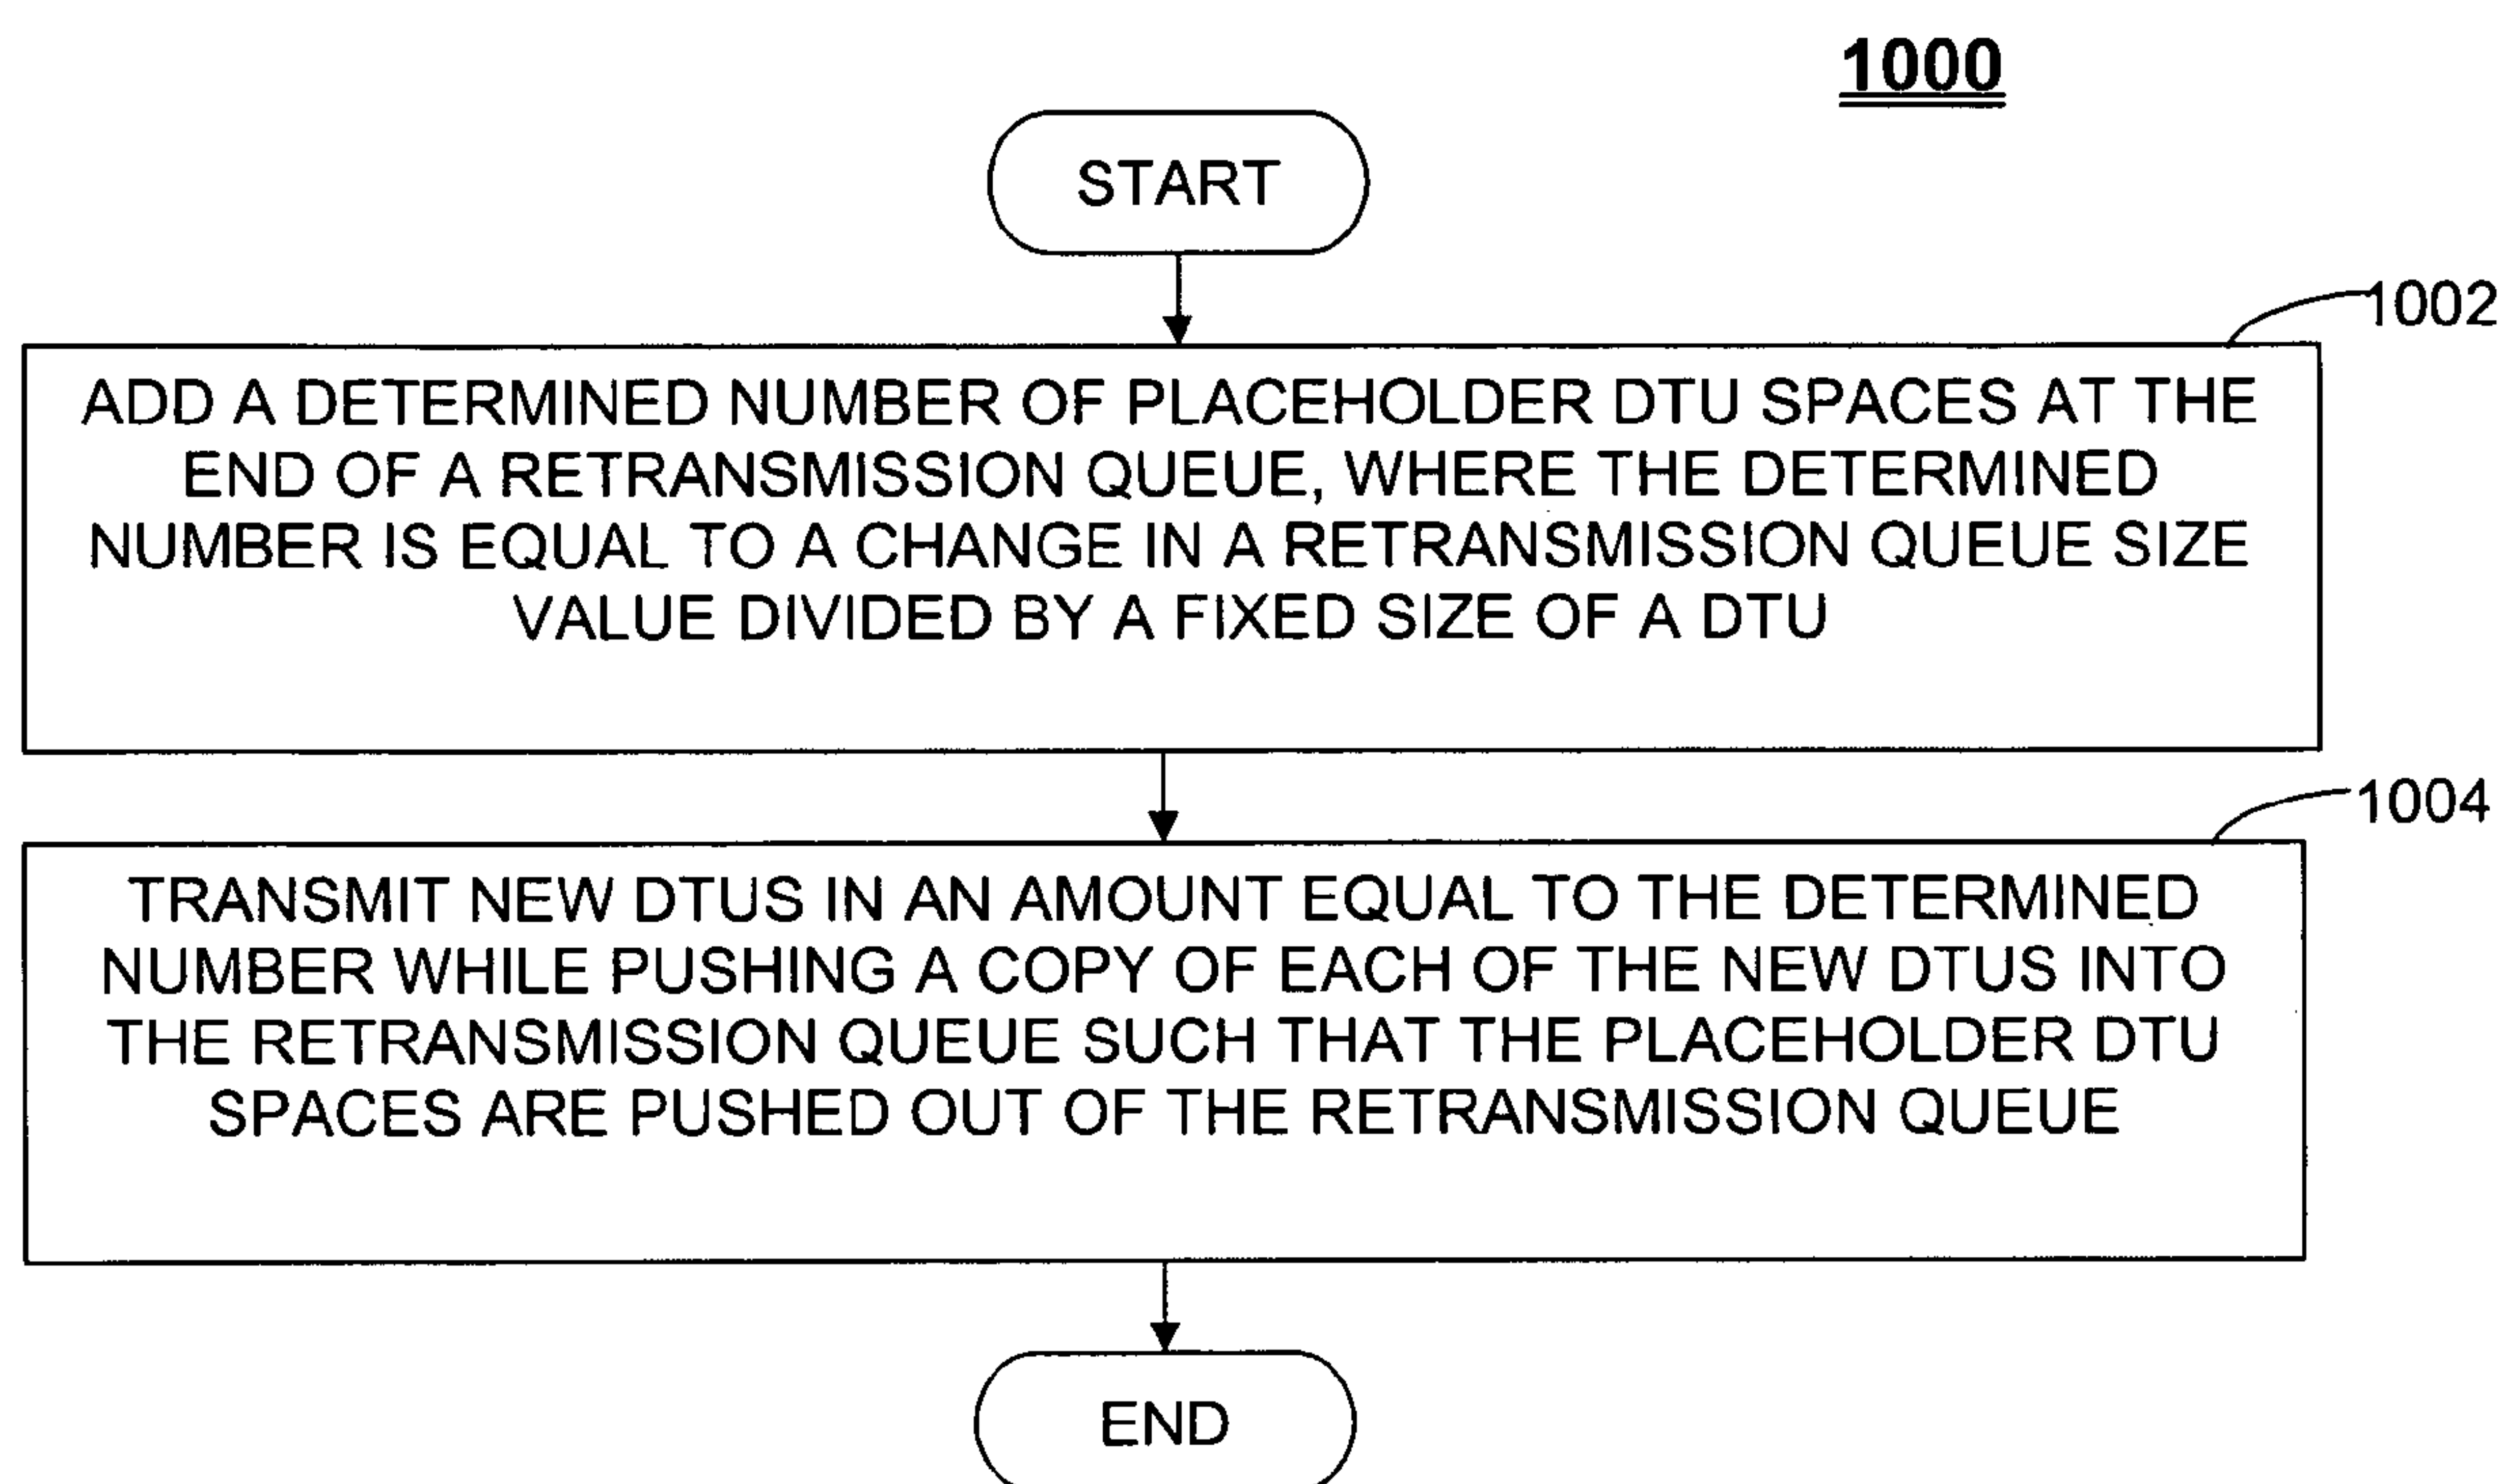 1000
START
1002
ADD A DETERMINED NUMBER OF PLACEHOLDER DTU SPACES AT THE
END OF A RETRANSMISSION QUEUE, WHERE THE DETERMINED
NUMBER IS EQUAL TO A CHANGE IN A RETRANSMISSION QUEUE SIZE
VALUE DIVIDED BY A FIXED SIZE OF A DTU
1004
TRANSMIT NEW DTUS IN AN AMOUNT EQUAL TO THE DETERMINED
NUMBER WHILE PUSHING A COPY OF EACH OF THE NEW DTUS INTO
THE RETRANSMISSION QUEUE SUCH THAT THE PLACEHOLDER DTU
SPACES ARE PUSHED OUT OF THE RETRANSMISSION QUEUE
END